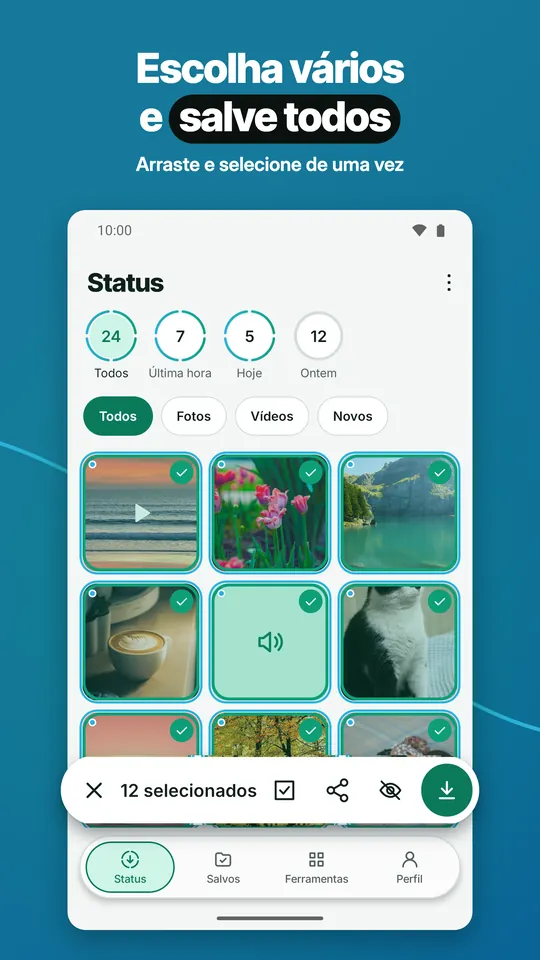 Escolha vários
e salve todos
Arraste e selecione de uma vez
10:00
Status
24
7
5
12
Todos
Última hora
Hoje
Ontem
Todos
Fotos
Vídeos
Novos
12 selecionados
Status
Salvos
Ferramentas
Perfil